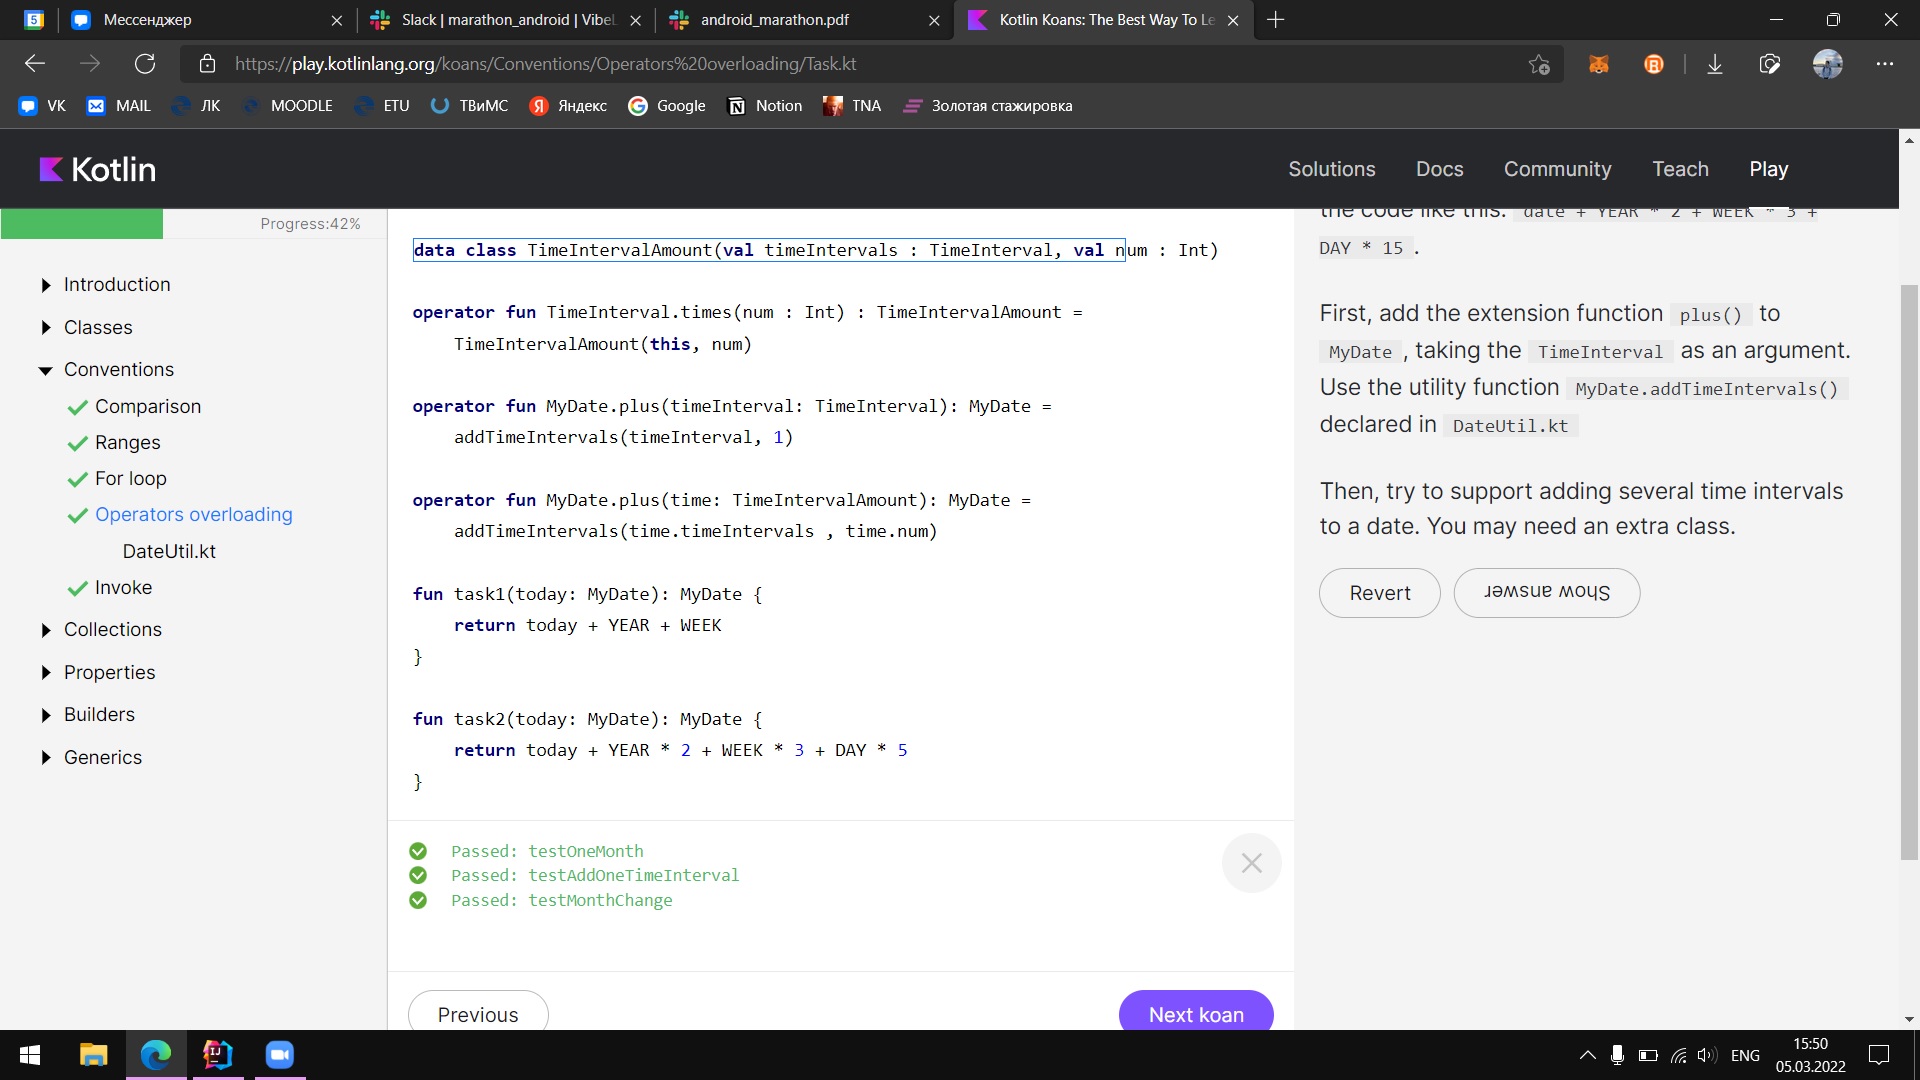 5
Мессенджер
Slack | marathon_android | VibeL
android_marathon.pdf
Kotlin Koans: The Best Way To Le
https://play.kotlinlang.org/koans/Conventions/Operators%20overloading/Task.kt
VK
MAIL
ЛК
MOODLE
ETU
ТВиМС
Яндекс
Google
Notion
TNA
Золотая стажировка
Kotlin
Solutions
Docs
Community
Teach
Play
Progress:42%
Introduction
Classes
Conventions
Comparison
Ranges
For loop
Operators overloading
DateUtil.kt
Invoke
Collections
Properties
Builders
Generics
data class TimeIntervalAmount(val timeIntervals : TimeInterval, val num : Int)
operator fun TimeInterval.times(num : Int) : TimeIntervalAmount =
TimeIntervalAmount(this, num)
operator fun MyDate.plus(timeInterval: TimeInterval): MyDate =
addTimeIntervals(timeInterval, 1)
operator fun MyDate.plus(time: TimeIntervalAmount): MyDate =
addTimeIntervals(time.timeIntervals , time.num)
fun task1(today: MyDate): MyDate {
return today + YEAR + WEEK
}
fun task2(today: MyDate): MyDate {
return today + YEAR * 2 + WEEK * 3 + DAY * 5
}
Passed: testOneMonth
Passed: testAddOneTimeInterval
Passed: testMonthChange
Previous
Next koan
the code like this: date + YEAR * 2 + WEEK * 3 +
DAY * 15 .
First, add the extension function plus() to
MyDate , taking the TimeInterval as an argument.
Use the utility function MyDate.addTimeIntervals()
declared in DateUtil.kt
Then, try to support adding several time intervals
to a date. You may need an extra class.
Revert
Show answer
ENG
15:50
05.03.2022